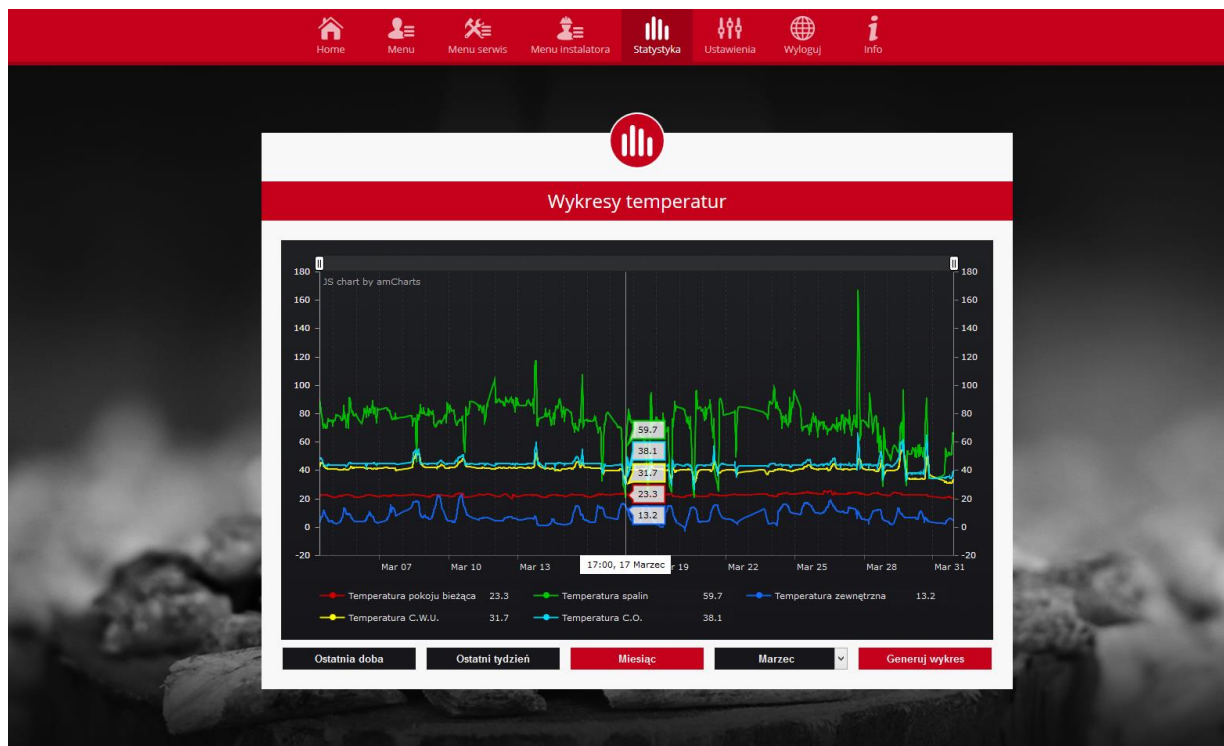 Home Menu Menu serwis Menu instalatora Statystyka Ustawienia Wyloguj Info
Wykresy temperatur
JS chart by amCharts
180 180
160 160
140 140
120 120
100 100
80 80
60 60
40 40
20 20
0 0
-20 -20
59.7
38.1
31.7
23.3
13.2
Mar 07 Mar 10 Mar 13 17:00, 17 Marzec r 19 Mar 22 Mar 25 Mar 28 Mar 31
Temperatura pokoju bieżąca 23.3 Temperatura spalin 59.7 Temperatura zewnętrzna 13.2
Temperatura C.W.U. 31.7 Temperatura C.O. 38.1
Ostatnia doba Ostatni tydzień Miesiąc Marzec Generuj wykres